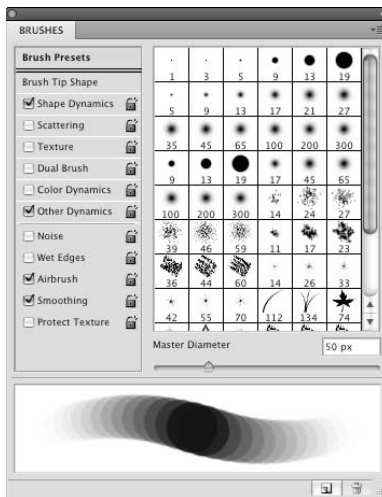 BRUSHES
Brush Presets
Brush Tip Shape
Shape Dynamics
Scattering
Texture
Dual Brush
Color Dynamics
Other Dynamics
Noise
Wet Edges
Airbrush
Smoothing
Protect Texture
1 3 5 9 13 19
5 9 13 17 21 27
35 45 65 100 200 300
9 13 19 17 45 65
100 200 300 14 24 27
39 46 59 11 17 23
36 44 60 14 26 33
42 55 70 112 134 74
Master Diameter
50 px